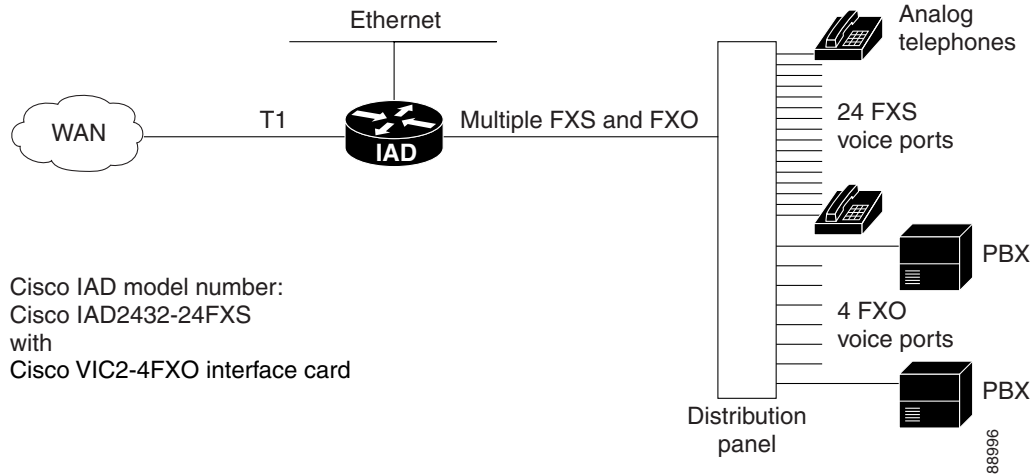 Ethernet
Analog
telephones
WAN
T1
IAD
Multiple FXS and FXO
24 FXS
voice ports
PBX
Cisco IAD model number:
Cisco IAD2432-24FXS
with
Cisco VIC2-4FXO interface card
4 FXO
voice ports
PBX
Distribution
panel
88996